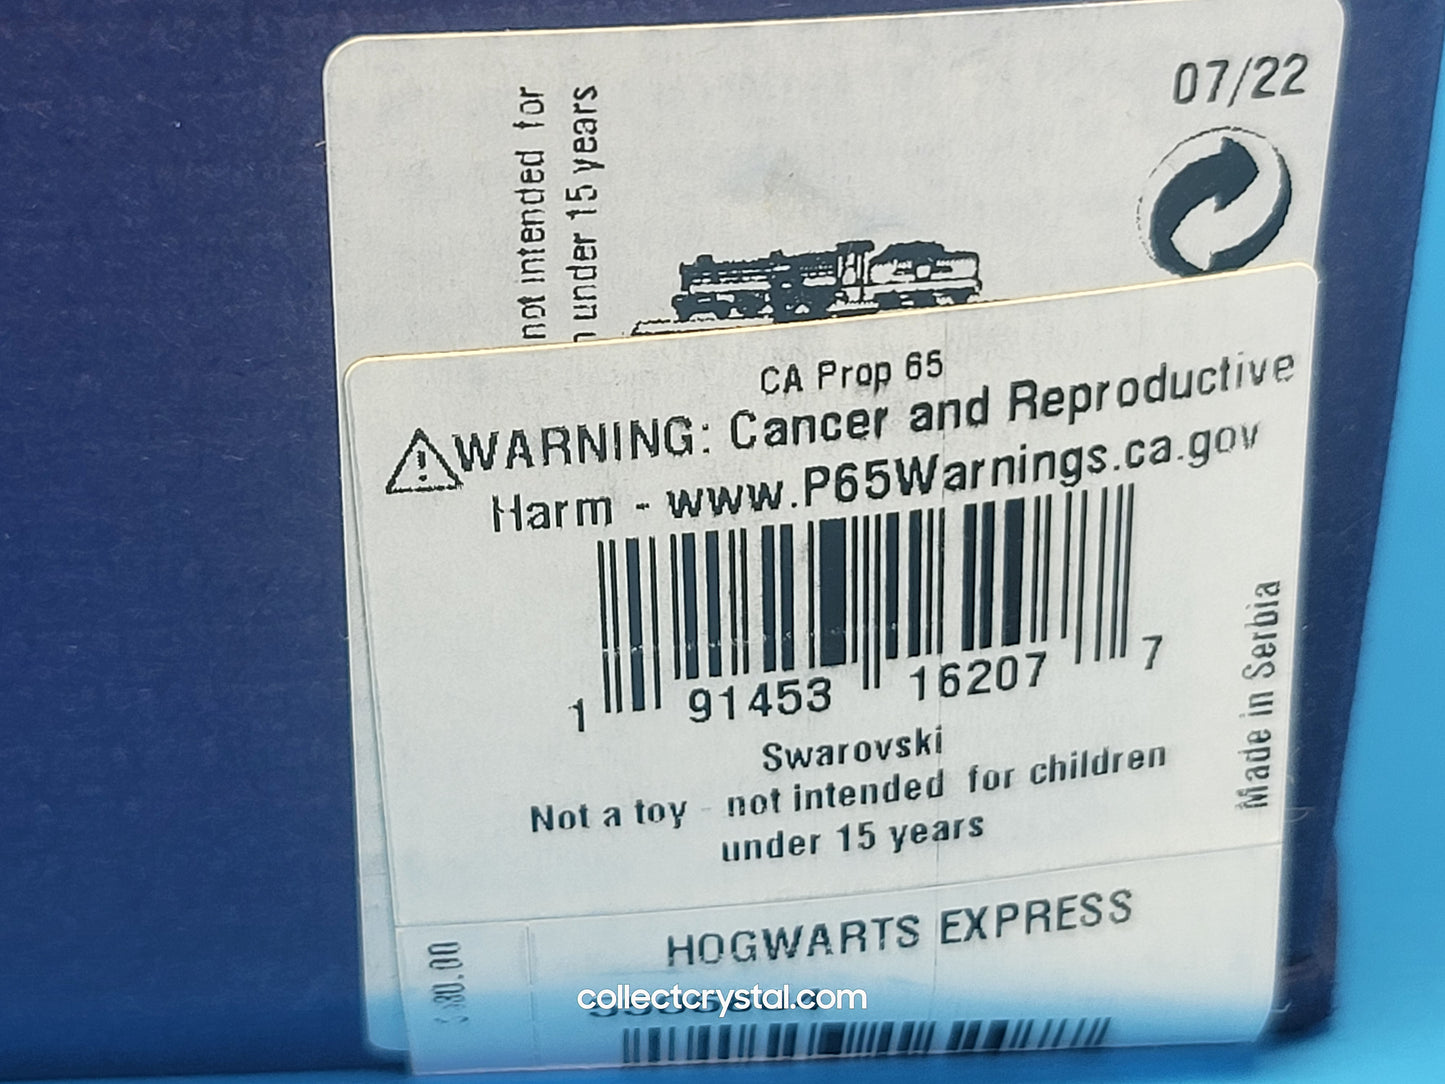 07/22
not intended for
under 15 years
CA Prop 65
WARNING: Cancer and Reproductive
Harm - www.P65Warnings.ca.gov
1 91453 16207 7
Swarovski
Not a toy - not intended for children
under 15 years
Made in Serbia
HOGWARTS EXPRESS
collectcrystal.com